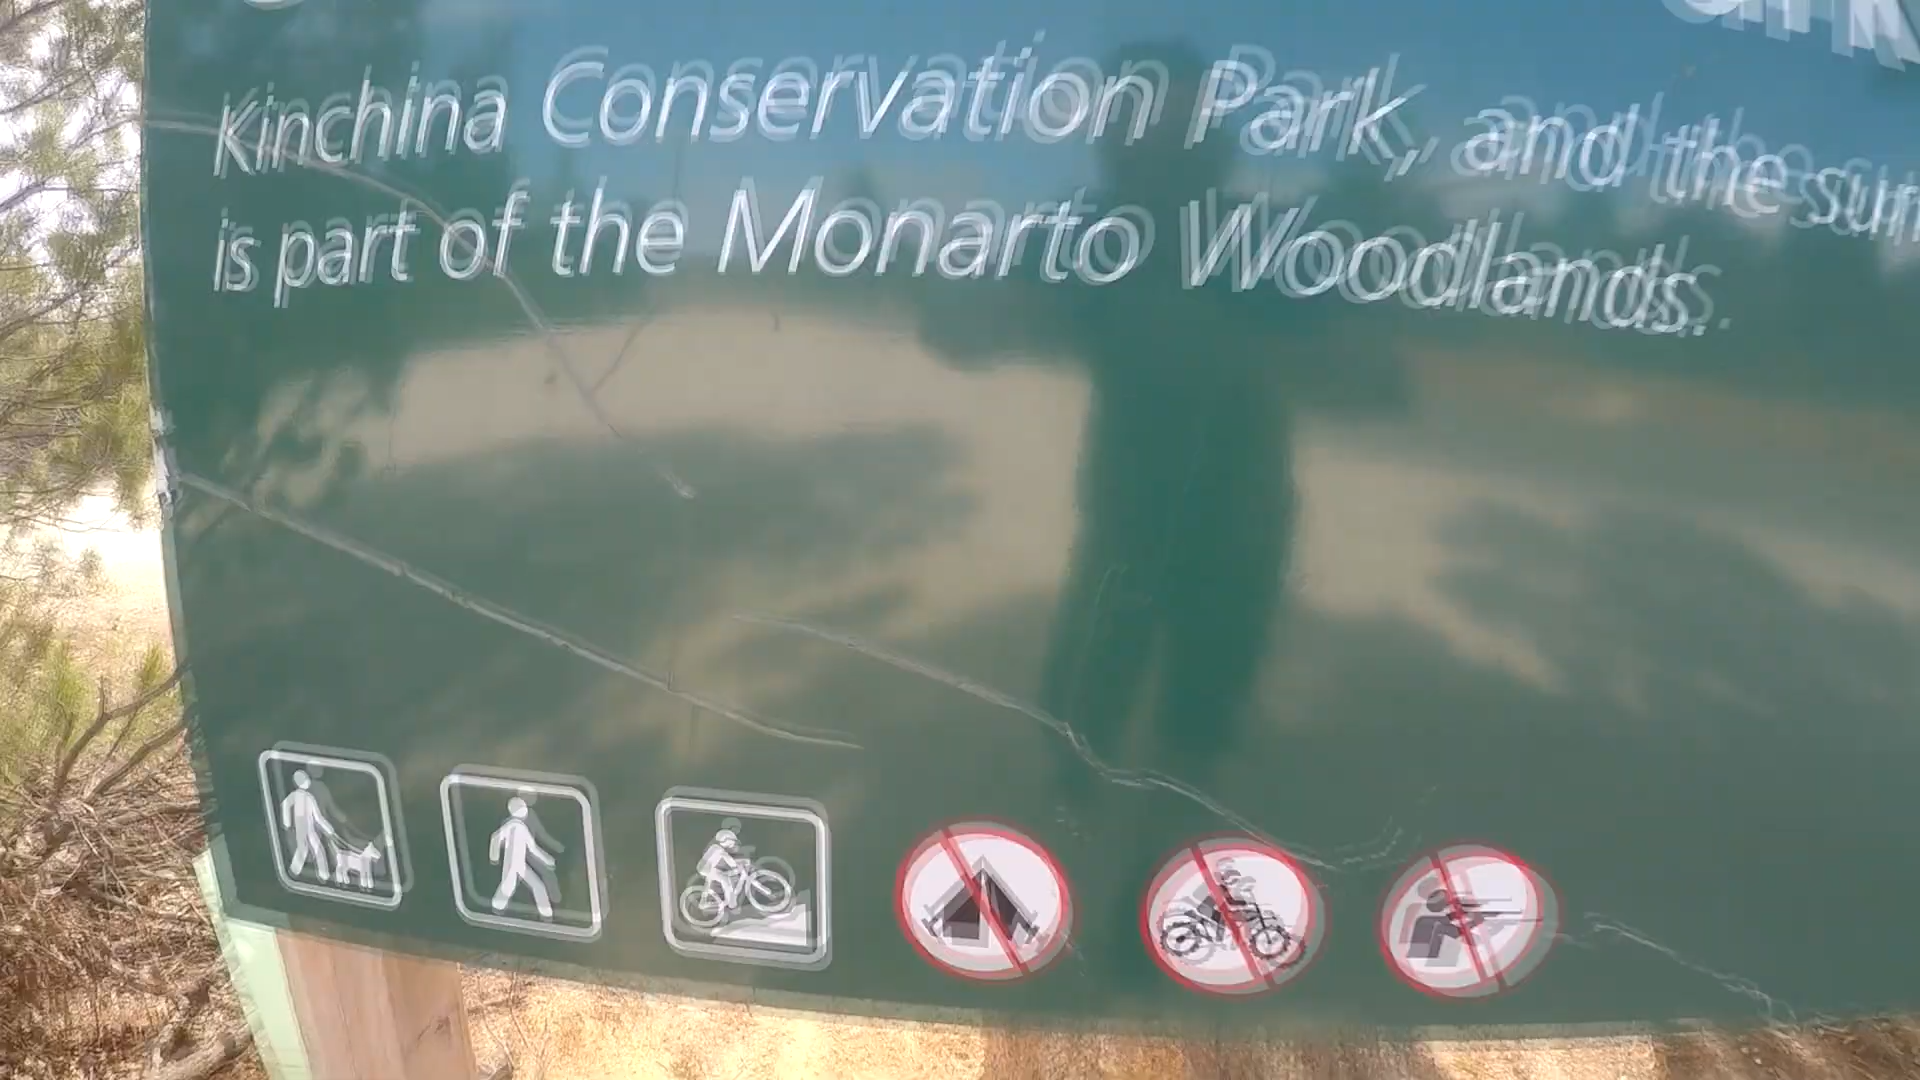 Kinchina Conservation Park, and the
is part of the Monarto Woodlands.